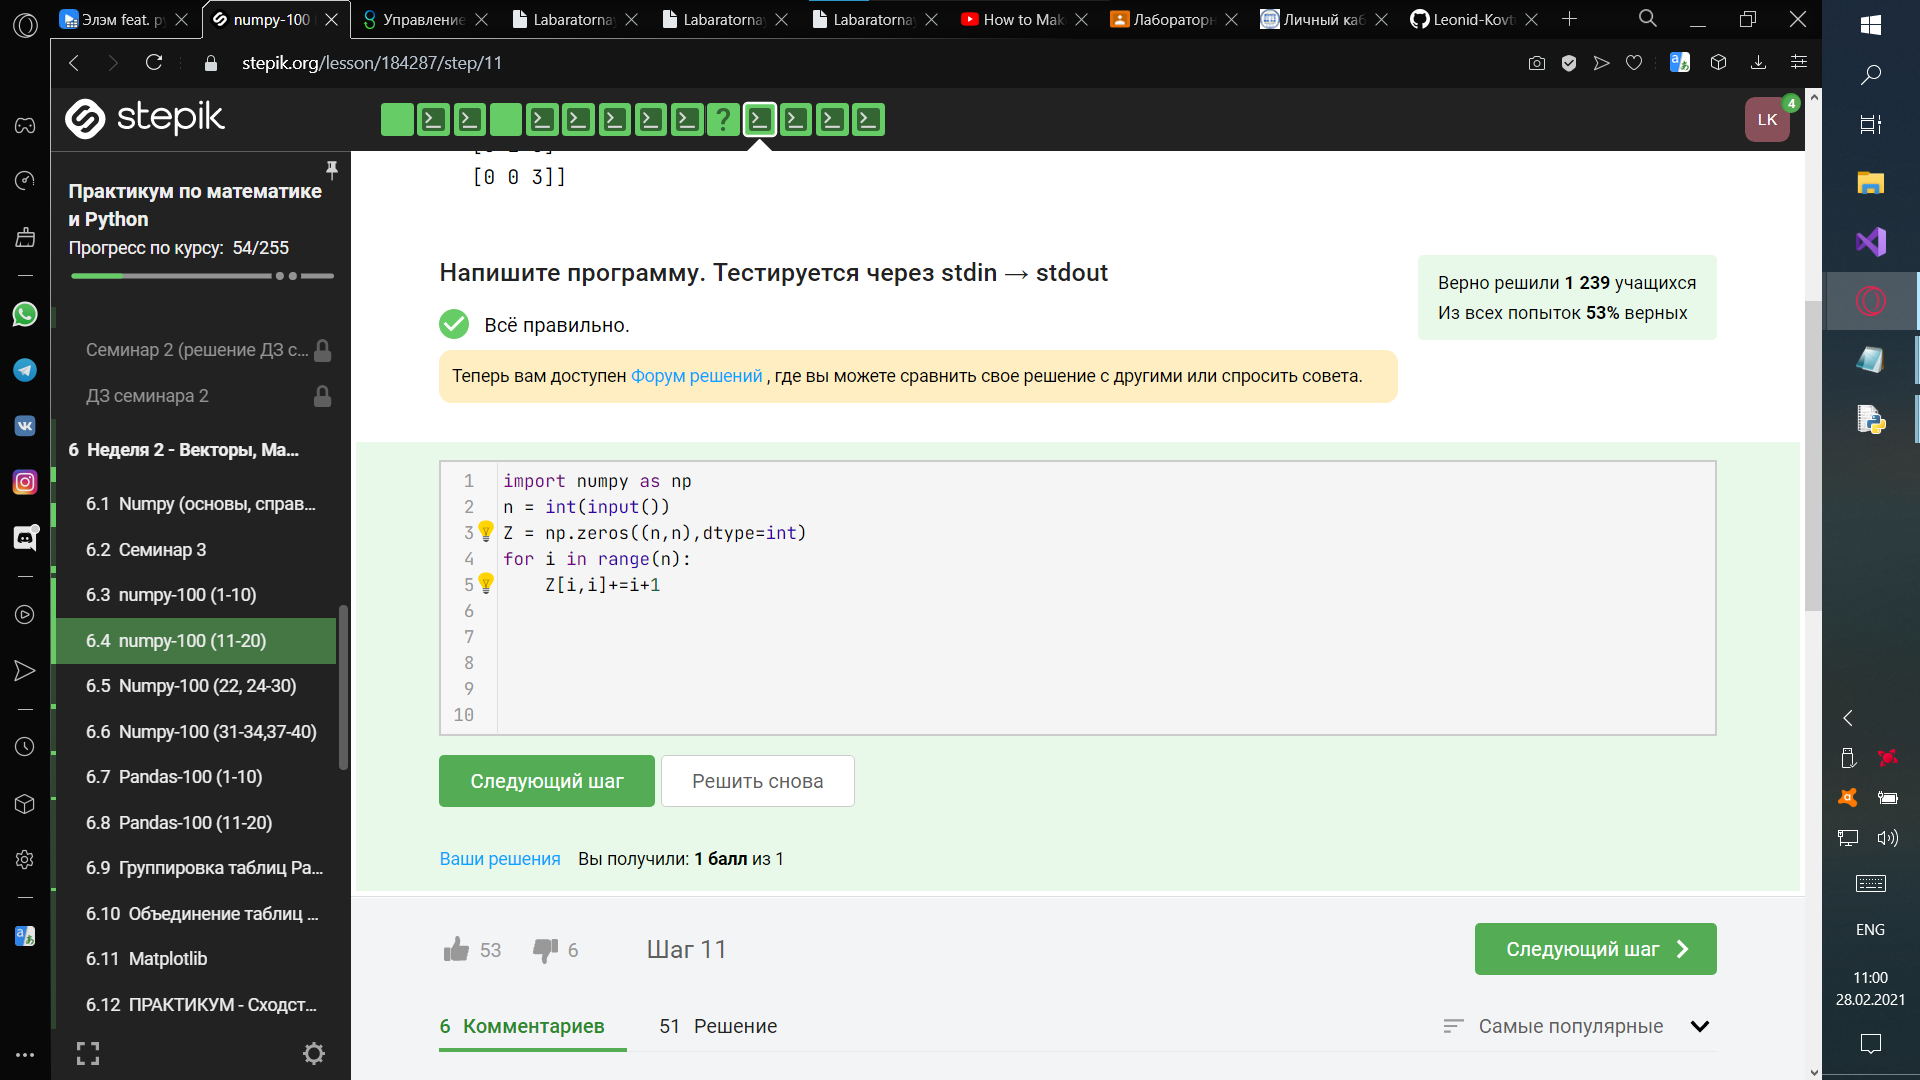 Элэм feat. ру
numpy-100
Управление
Labaratorna
Labaratorna
Labaratorna
How to Mak
Лабораторн
Личный каб
Leonid-Kovt
stepik.org/lesson/184287/step/11
stepik
LK
4
Практикум по математике
и Python
Прогресс по курсу: 54/255
Семинар 2 (решение ДЗ с...
ДЗ семинара 2
6 Неделя 2 - Векторы, Ма...
6.1 Numpy (основы, справ...
6.2 Семинар 3
6.3 numpy-100 (1-10)
6.4 numpy-100 (11-20)
6.5 Numpy-100 (22, 24-30)
6.6 Numpy-100 (31-34,37-40)
6.7 Pandas-100 (1-10)
6.8 Pandas-100 (11-20)
6.9 Группировка таблиц Pa...
6.10 Объединение таблиц ...
6.11 Matplotlib
6.12 ПРАКТИКУМ - Сходст...
[0 0 3]]
Напишите программу. Тестируется через stdin → stdout
Всё правильно.
Верно решили 1 239 учащихся
Из всех попыток 53% верных
Теперь вам доступен Форум решений , где вы можете сравнить свое решение с другими или спросить совета.
1 import numpy as np
2 n = int(input())
3 Z = np.zeros((n,n),dtype=int)
4 for i in range(n):
5     Z[i,i]+=i+1
6
7
8
9
10
Следующий шаг
Решить снова
Ваши решения Вы получили: 1 балл из 1
53
6
Шаг 11
Следующий шаг
6 Комментариев
51 Решение
Самые популярные
ENG
11:00
28.02.2021